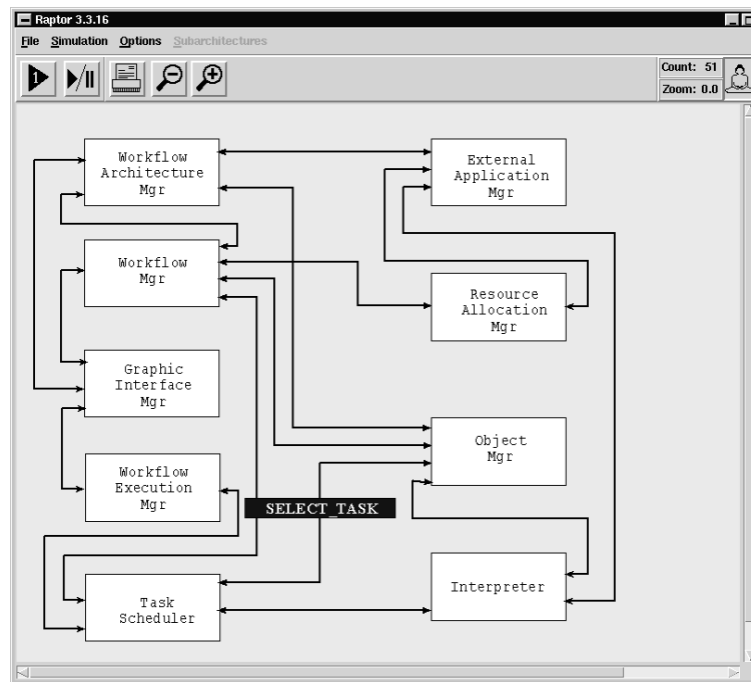 Raptor 3.3.16
File Simulation Options Subarchitectures
1
Count: 51
Zoom: 0.0
Workflow
Architecture
Mgr
External
Application
Mgr
Workflow
Mgr
Resource
Allocation
Mgr
Graphic
Interface
Mgr
Object
Mgr
Workflow
Execution
Mgr
SELECT_TASK
Interpreter
Task
Scheduler